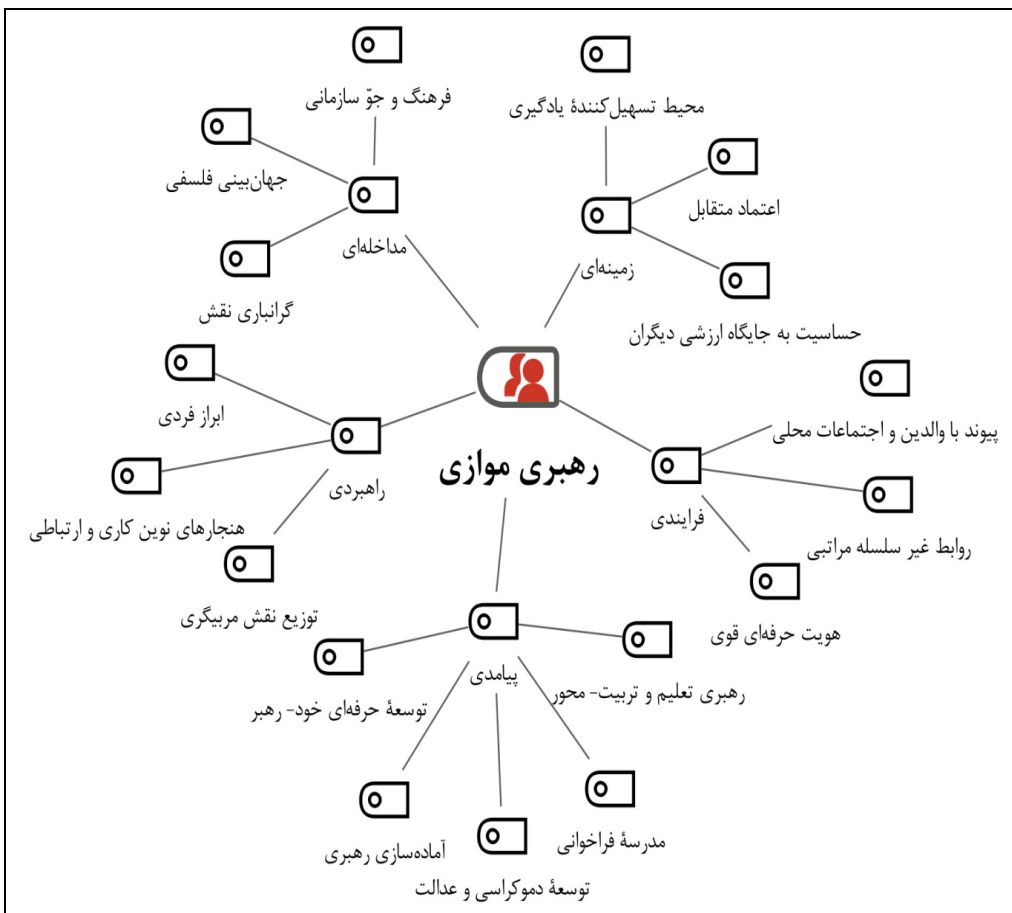 محیط تسهیل‌کنندهٔ یادگیری
فرهنگ و جوّ سازمانی
اعتماد متقابل
جهان‌بینی فلسفی
زمینه‌ای
مداخله‌ای
حساسیت به جایگاه ارزشی دیگران
گرانباری نقش
ابراز فردی
پیوند با والدین و اجتماعات محلی
رهبری موازی
راهبردی
فرایندی
هنجارهای نوین کاری و ارتباطی
روابط غیر سلسله مراتبی
توزیع نقش مربیگری
هویت حرفه‌ای قوی
پیامدی
رهبری تعلیم و تربیت- محور
توسعهٔ حرفه‌ای خود- رهبر
مدرسهٔ فراخوانی
آماده‌سازی رهبری
توسعهٔ دموکراسی و عدالت